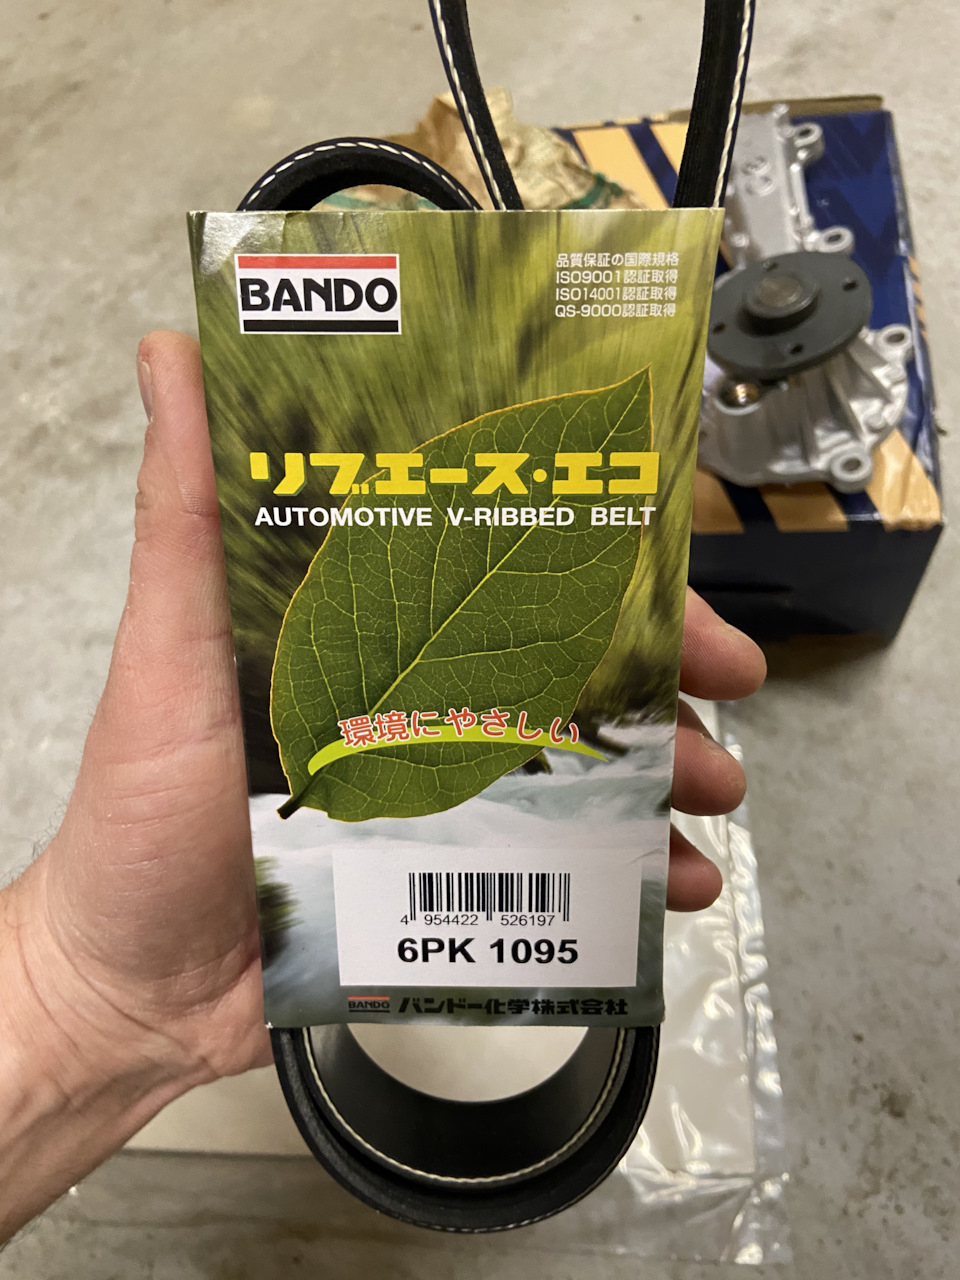 BANDO
品質保証の国際規格
ISO9001認証取得
ISO14001認証取得
QS-9000認証取得
リブエース・エコ
AUTOMOTIVE V-RIBBED BELT
環境にやさしい
4 954422 526197
6PK 1095
BANDO バンドー化学株式会社